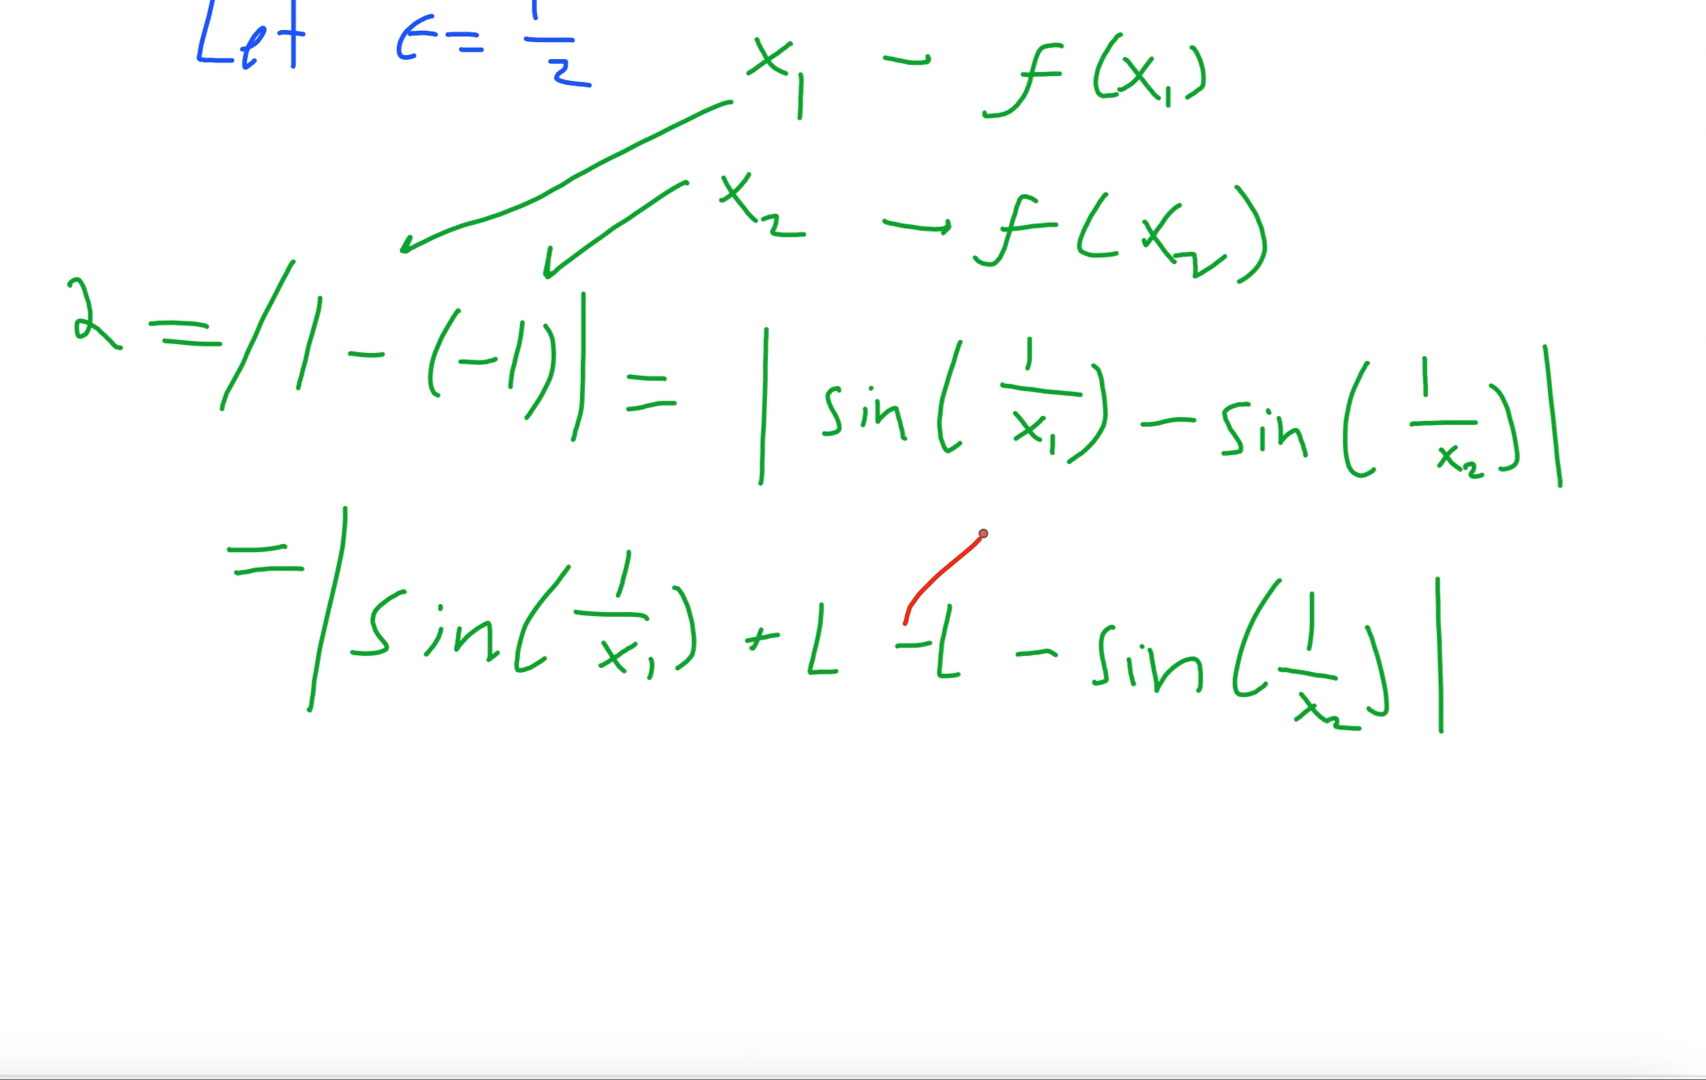 Let ε = 1/2
x₁ → f(x₁)
x₂ → f(x₂)
2 = |1 - (-1)| = |sin(1/x₁) - sin(1/x₂)|
= |sin(1/x₁) + L - L - sin(1/x₂)|